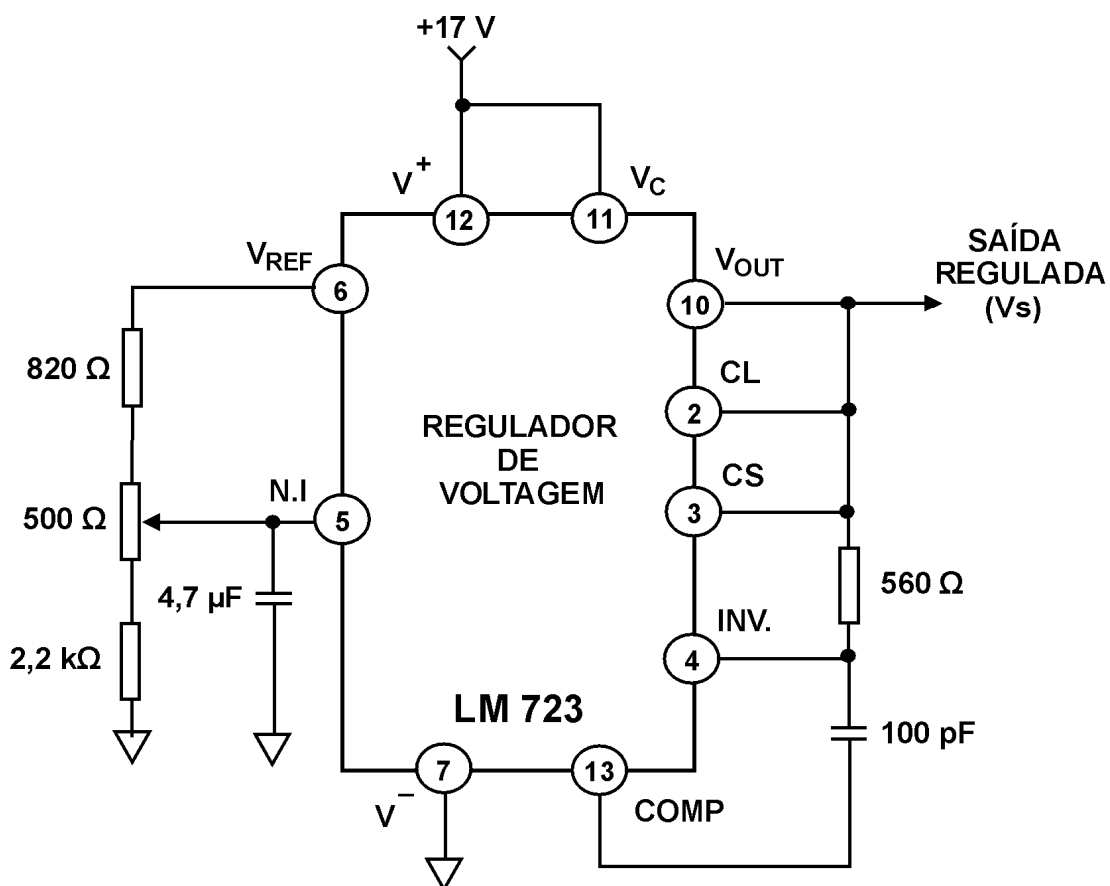 +17 V
V+
VC
12
11
VREF
6
VOUT
10
SAÍDA
REGULADA
(Vs)
820 Ω
CL
2
REGULADOR
DE
VOLTAGEM
CS
3
N.I
5
500 Ω
4,7 µF
560 Ω
INV.
4
2,2 kΩ
LM 723
100 pF
7
13
V–
COMP